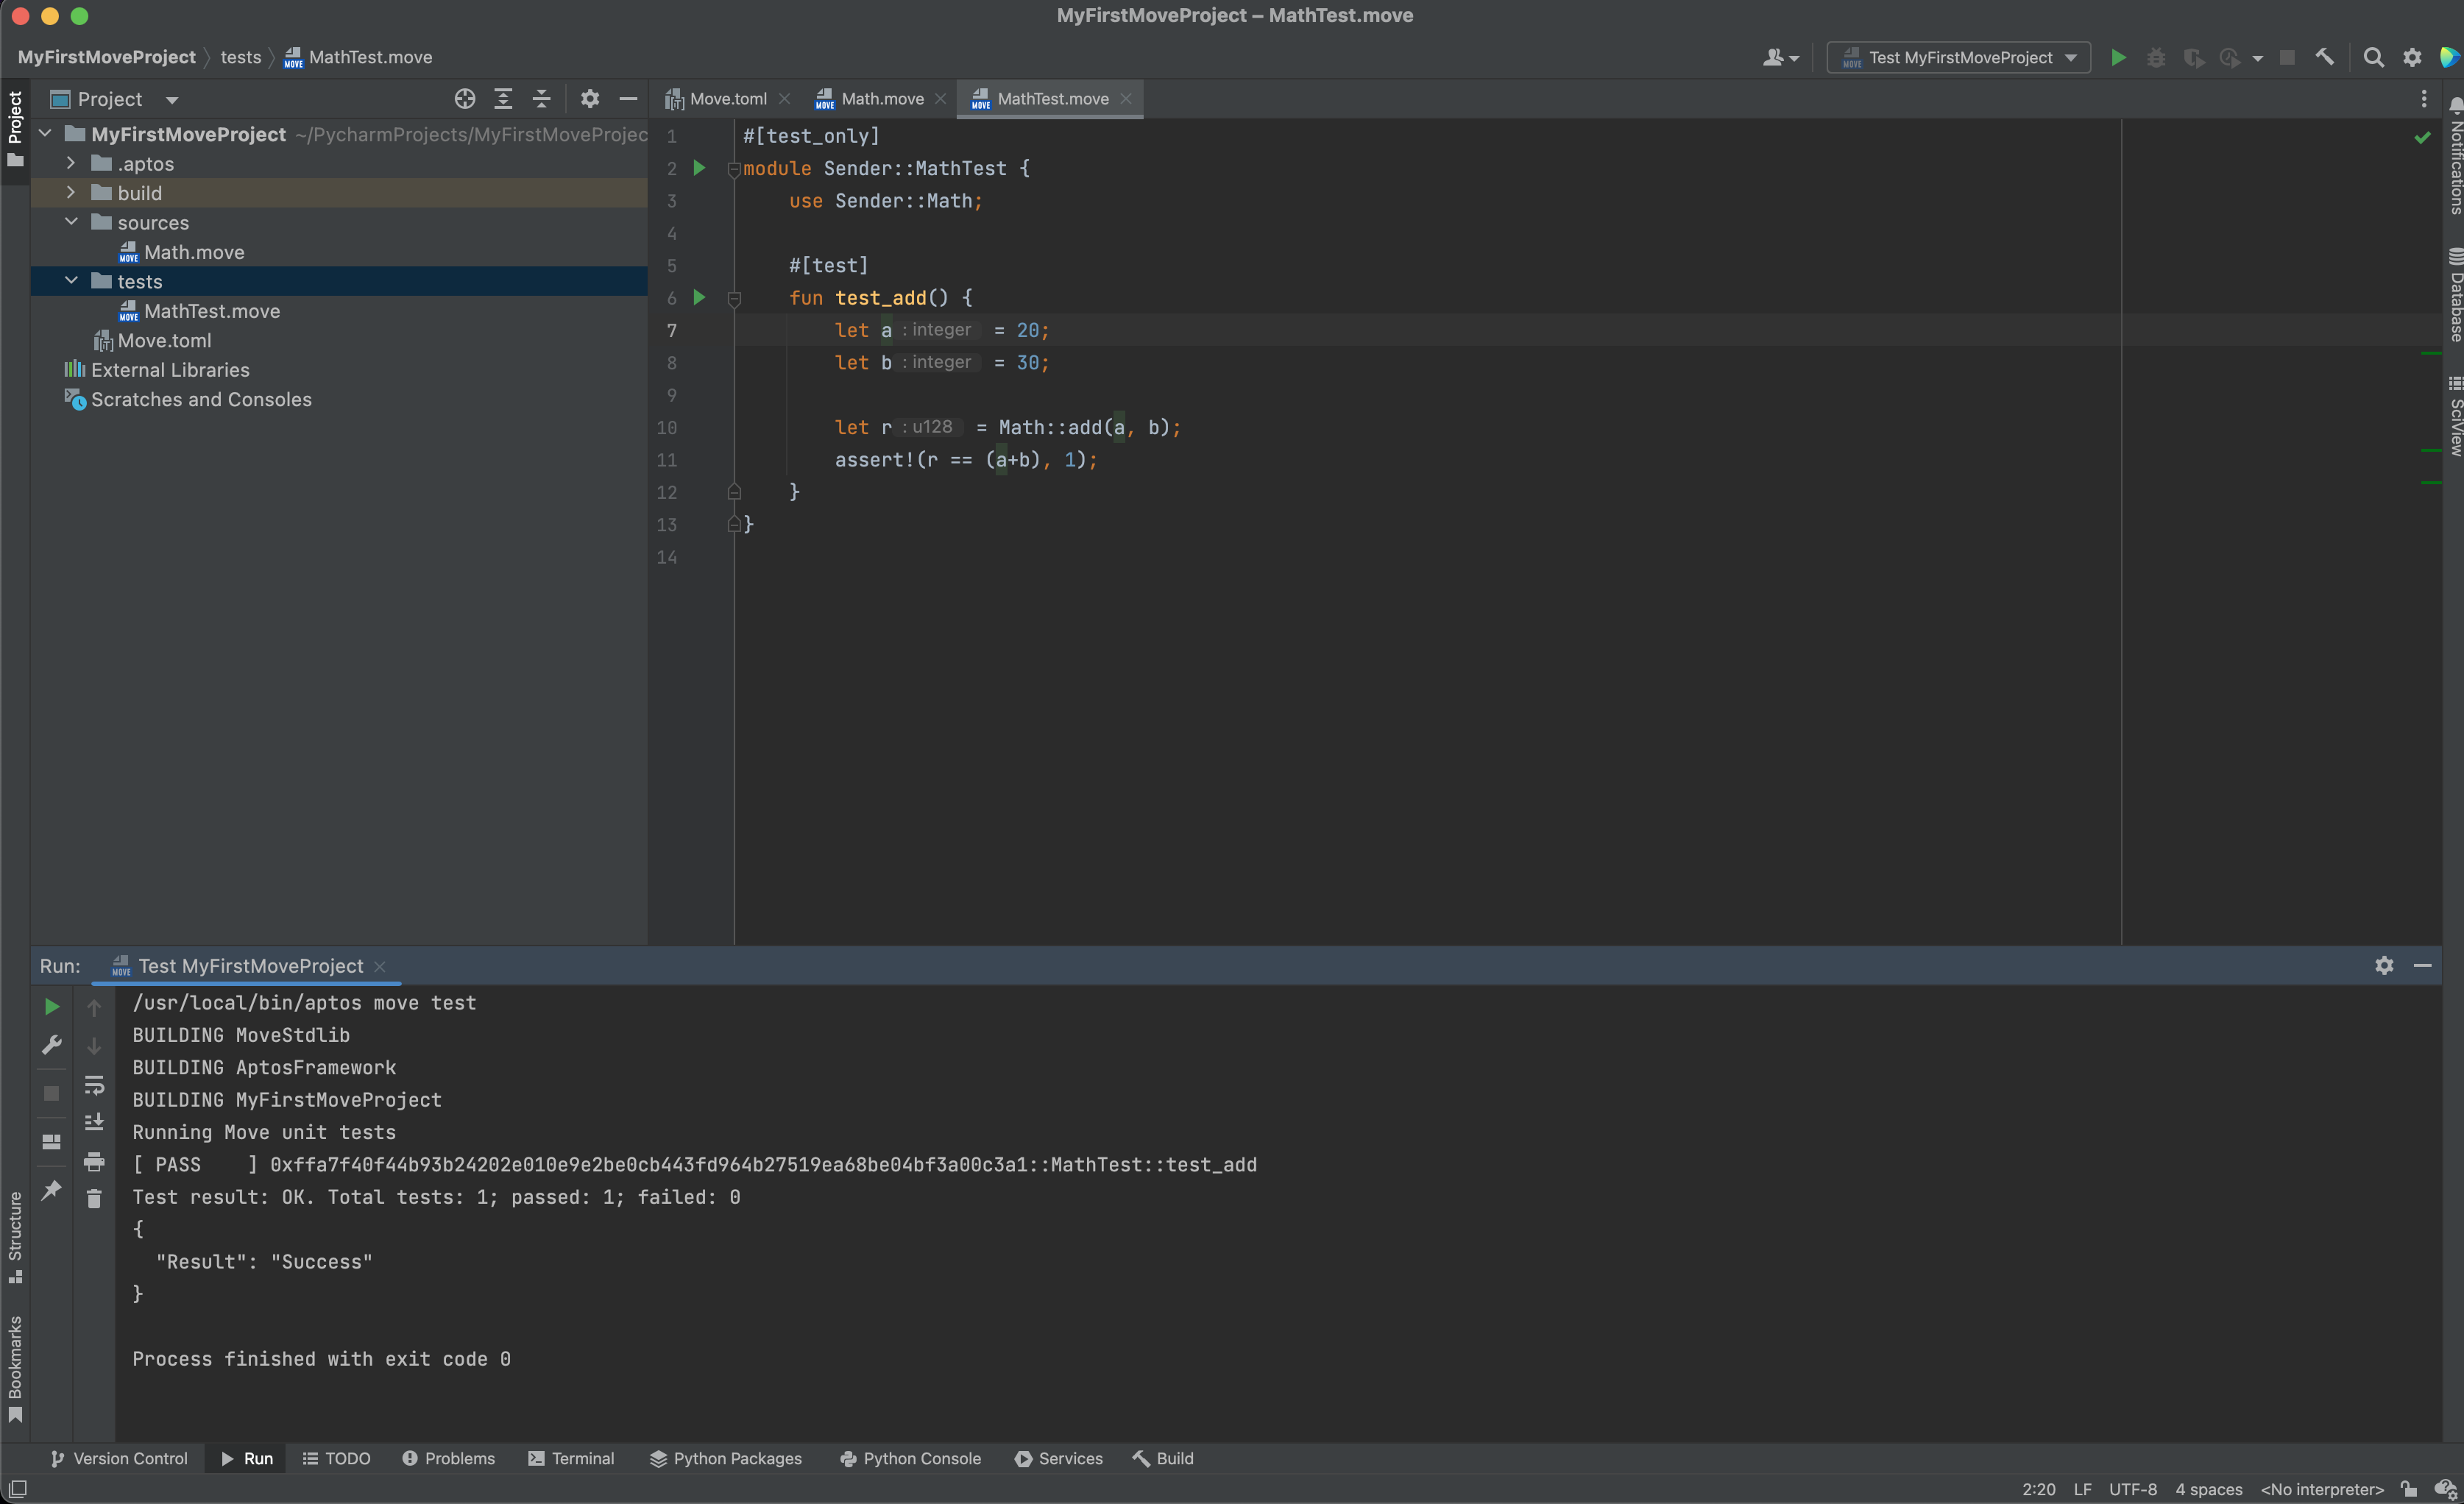 MyFirstMoveProject – MathTest.move
MyFirstMoveProject tests MOVE MathTest.move
MOVE Test MyFirstMoveProject
Project
Project
MyFirstMoveProject ~/PycharmProjects/MyFirstMoveProjec
.aptos
build
sources
MOVE Math.move
tests
MOVE MathTest.move
Move.toml
External Libraries
Scratches and Consoles
Move.toml MOVE Math.move MOVE MathTest.move
1 #[test_only]
2 module Sender::MathTest {
3 use Sender::Math;
4
5 #[test]
6 fun test_add() {
7 let a : integer = 20;
8 let b : integer = 30;
9
10 let r : u128 = Math::add(a, b);
11 assert!(r == (a+b), 1);
12 }
13 }
14
Notifications
Database
SciView
Run: MOVE Test MyFirstMoveProject
/usr/local/bin/aptos move test
BUILDING MoveStdlib
BUILDING AptosFramework
BUILDING MyFirstMoveProject
Running Move unit tests
[ PASS    ] 0xffa7f40f44b93b24202e010e9e2be0cb443fd964b27519ea68be04bf3a00c3a1::MathTest::test_add
Test result: OK. Total tests: 1; passed: 1; failed: 0
{
"Result": "Success"
}
Process finished with exit code 0
Structure
Bookmarks
Version Control Run TODO Problems Terminal Python Packages Python Console Services Build
2:20 LF UTF-8 4 spaces <No interpreter>